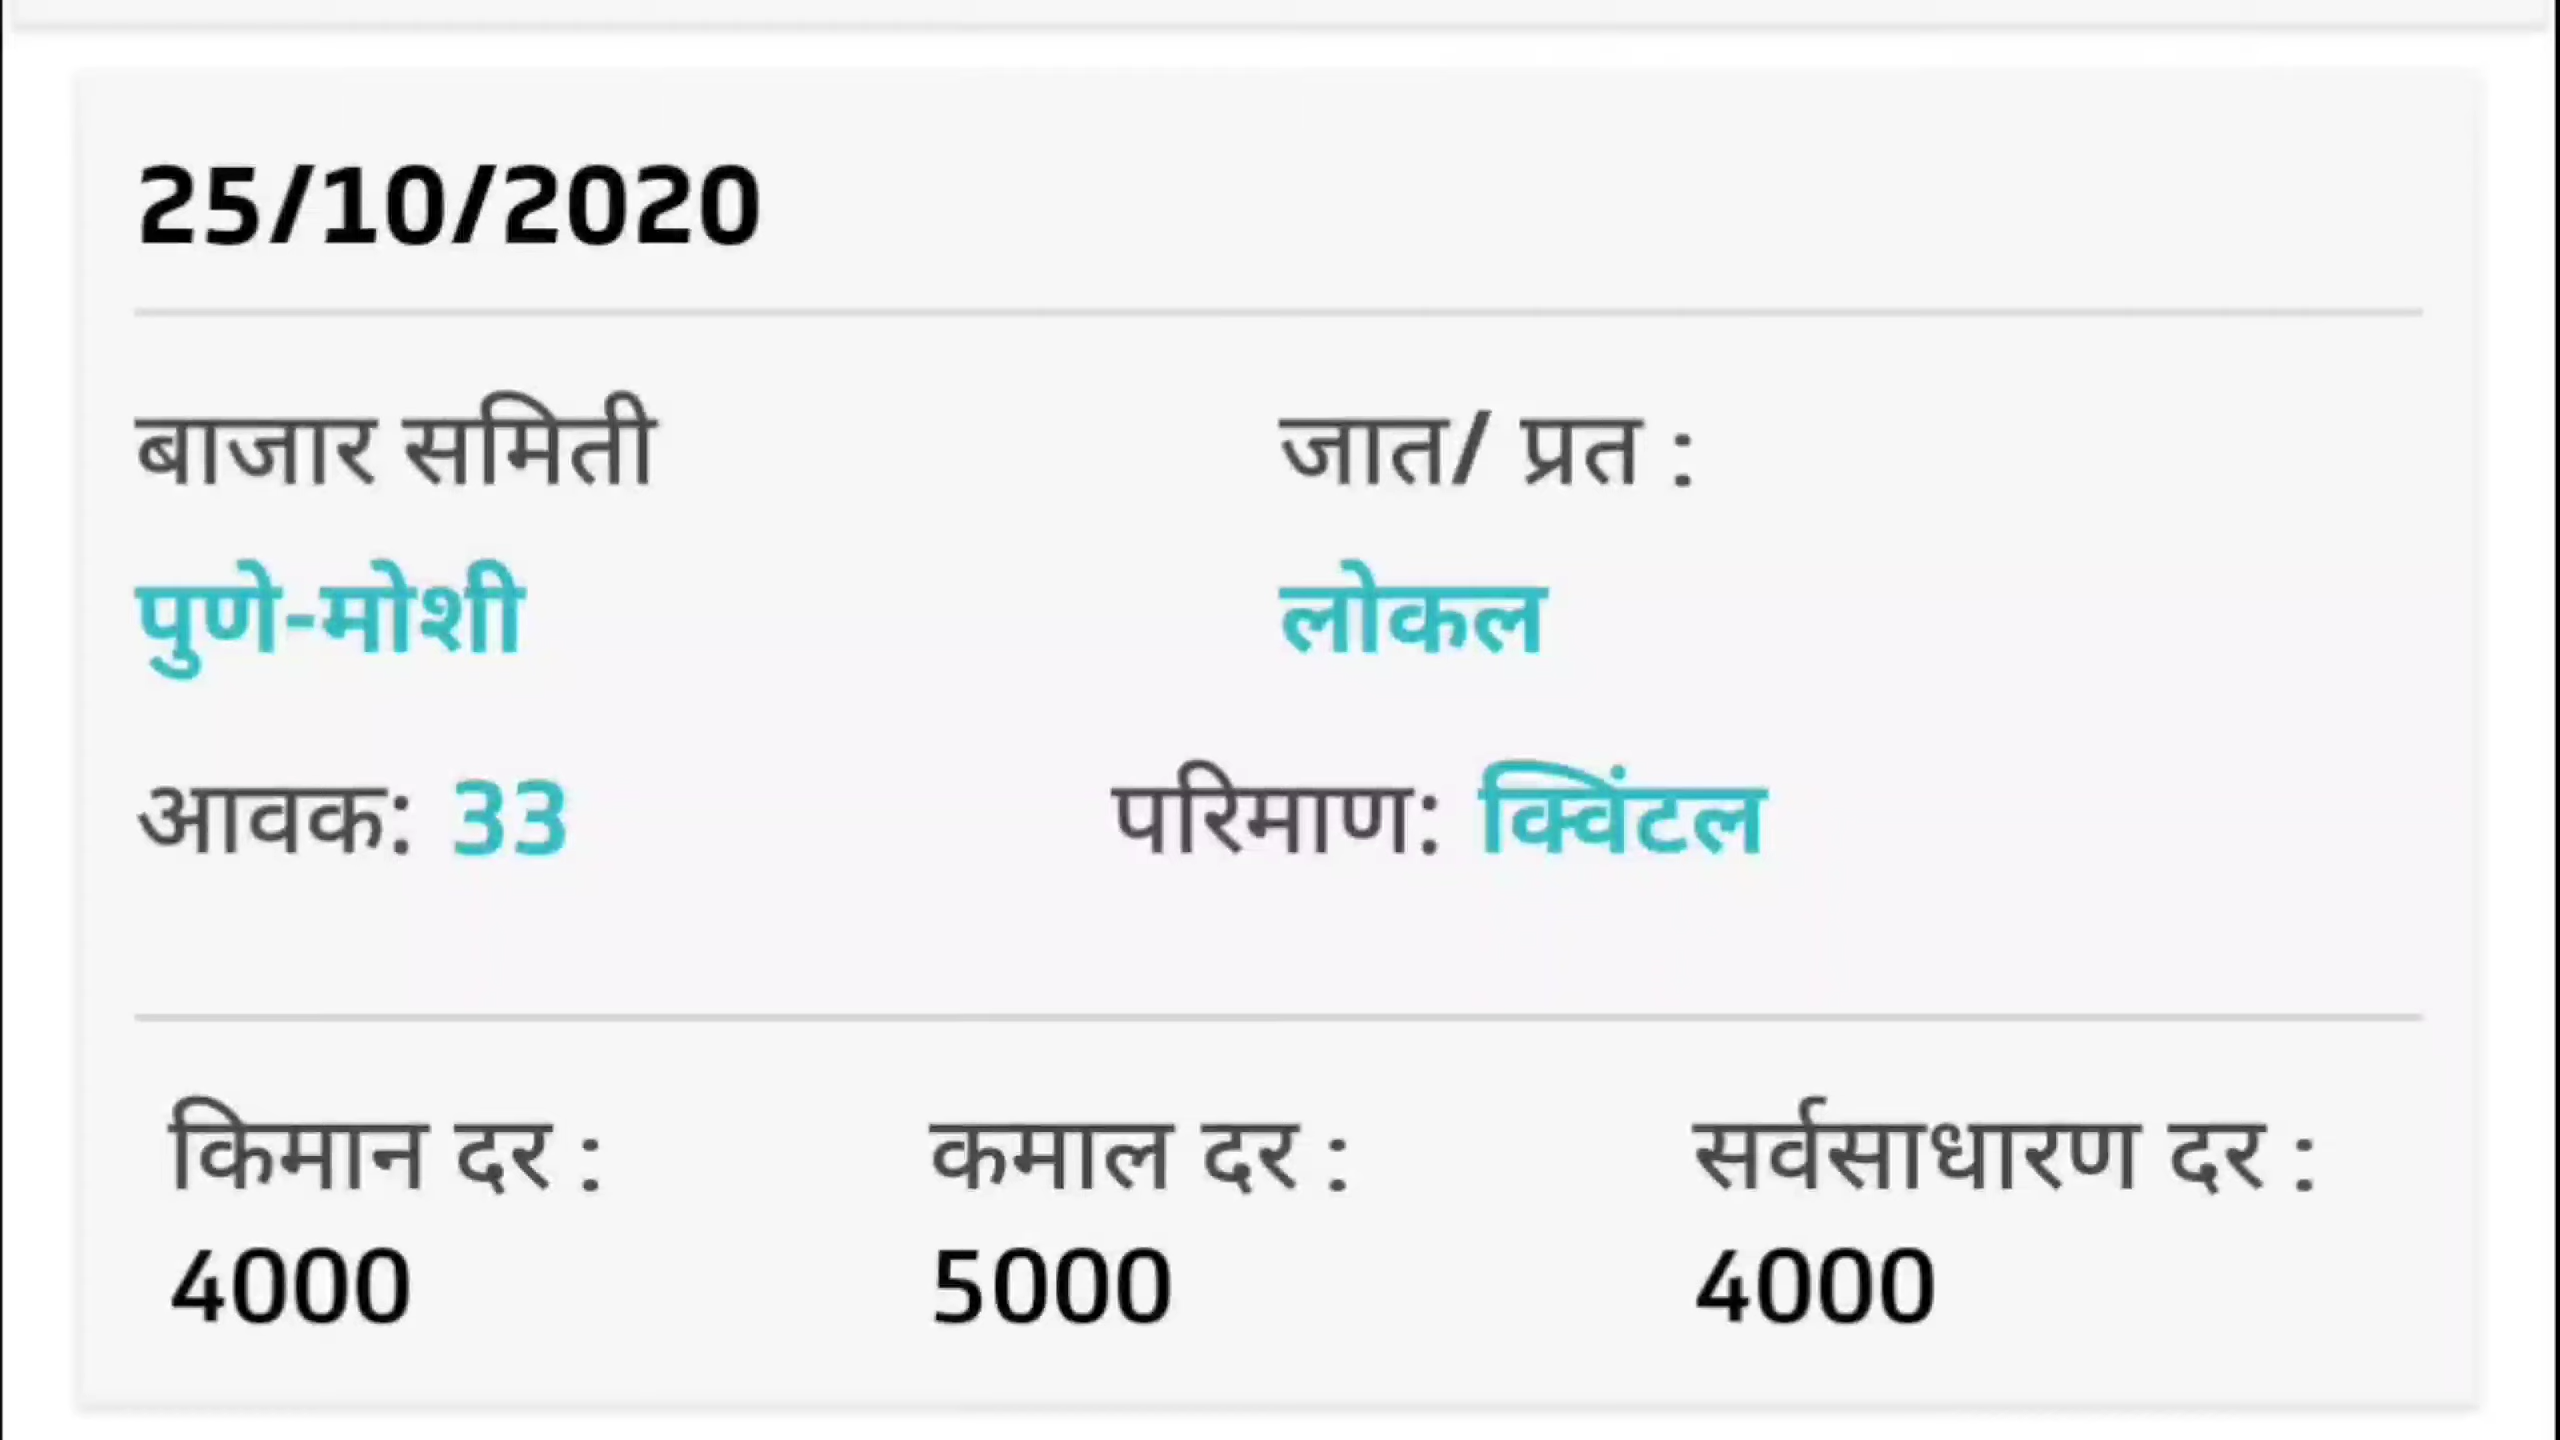 25/10/2020
बाजार समिती
जात/ प्रत :
पुणे-मोशी
लोकल
आवक: 33
परिमाण: क्विंटल
किमान दर :
कमाल दर :
सर्वसाधारण दर :
4000
5000
4000